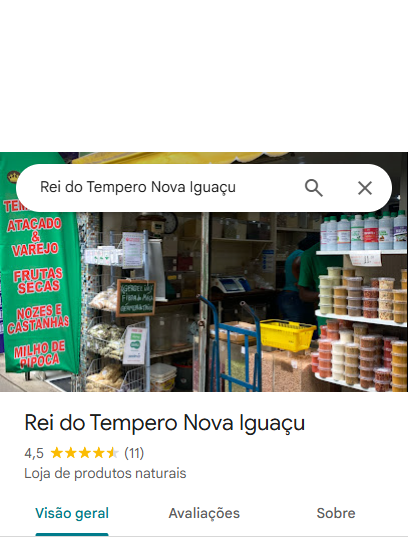 Rei do Tempero Nova Iguaçu
ATACADO
&
VAREJO
FRUTAS
SECAS
NOZES E
CASTANHAS
MILHO DE
PIPOCA
Rei do Tempero Nova Iguaçu
4,5 (11)
Loja de produtos naturais
Visão geral Avaliações Sobre